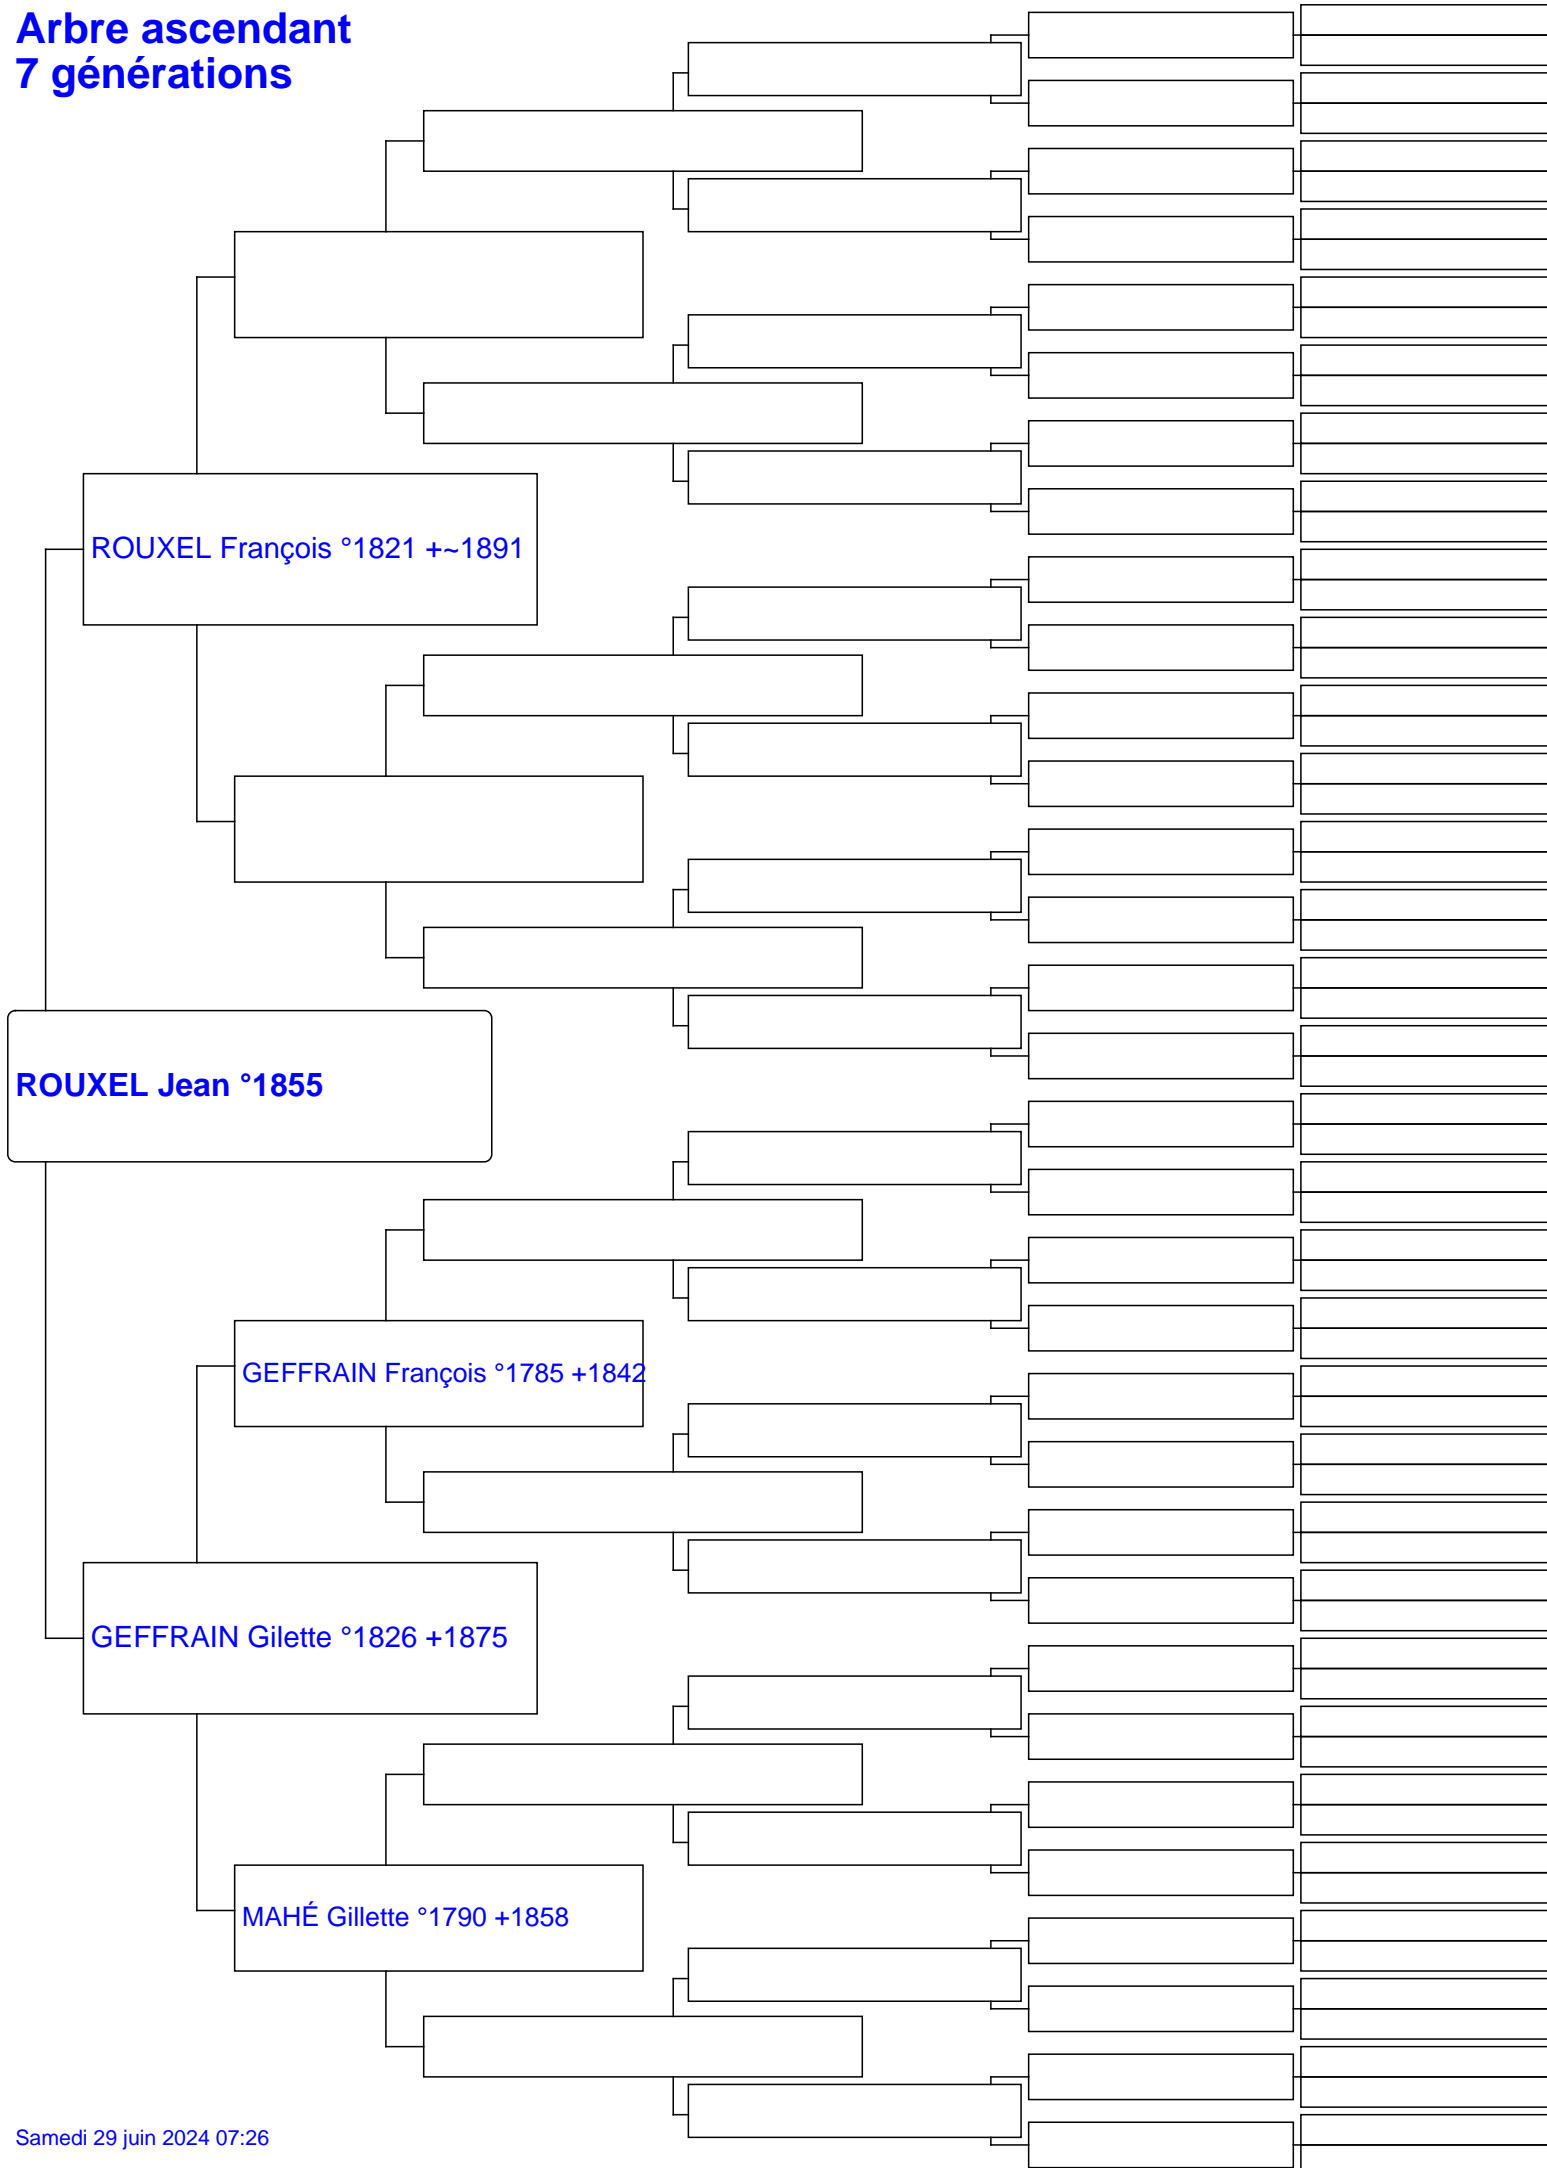 Arbre ascendant
7 générations
ROUXEL François °1821 +~1891
ROUXEL Jean °1855
GEFFRAIN François °1785 +1842
GEFFRAIN Gilette °1826 +1875
MAHÉ Gillette °1790 +1858
Samedi 29 juin 2024 07:26